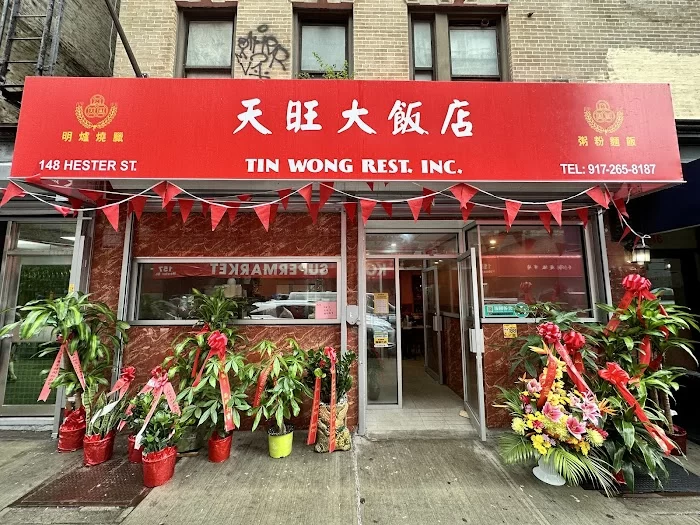 天旺大飯店
明爐燒臘
粥粉麵飯
148 HESTER ST.
TIN WONG REST. INC.
TEL: 917-265-8187
SUPERMARKET
157